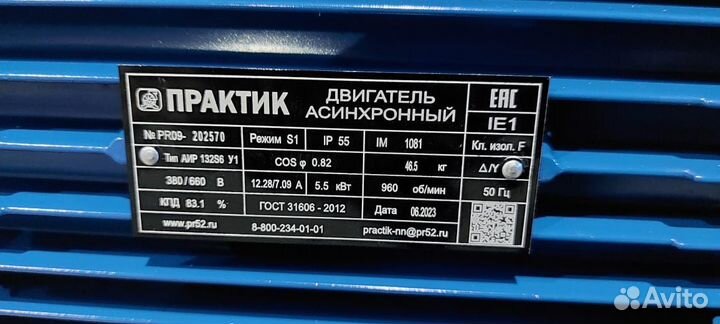 ПРАКТИК
ДВИГАТЕЛЬ
АСИНХРОННЫЙ
ЕАС
IE1
№ PR09- 202570
Режим S1
IP 55
IM 1081
Кл. изол. F
Тип АИР 132S6 У1
COS φ 0.82
46.5 кг
Δ/Y
380/660 В
12.28/7.09 А
5.5 кВт
960 об/мин
50 Гц
КПД 83.1 %
ГОСТ 31606 - 2012
Дата 06.2023
www.pr52.ru
8-800-234-01-01
practik-nn@pr52.ru
Avito